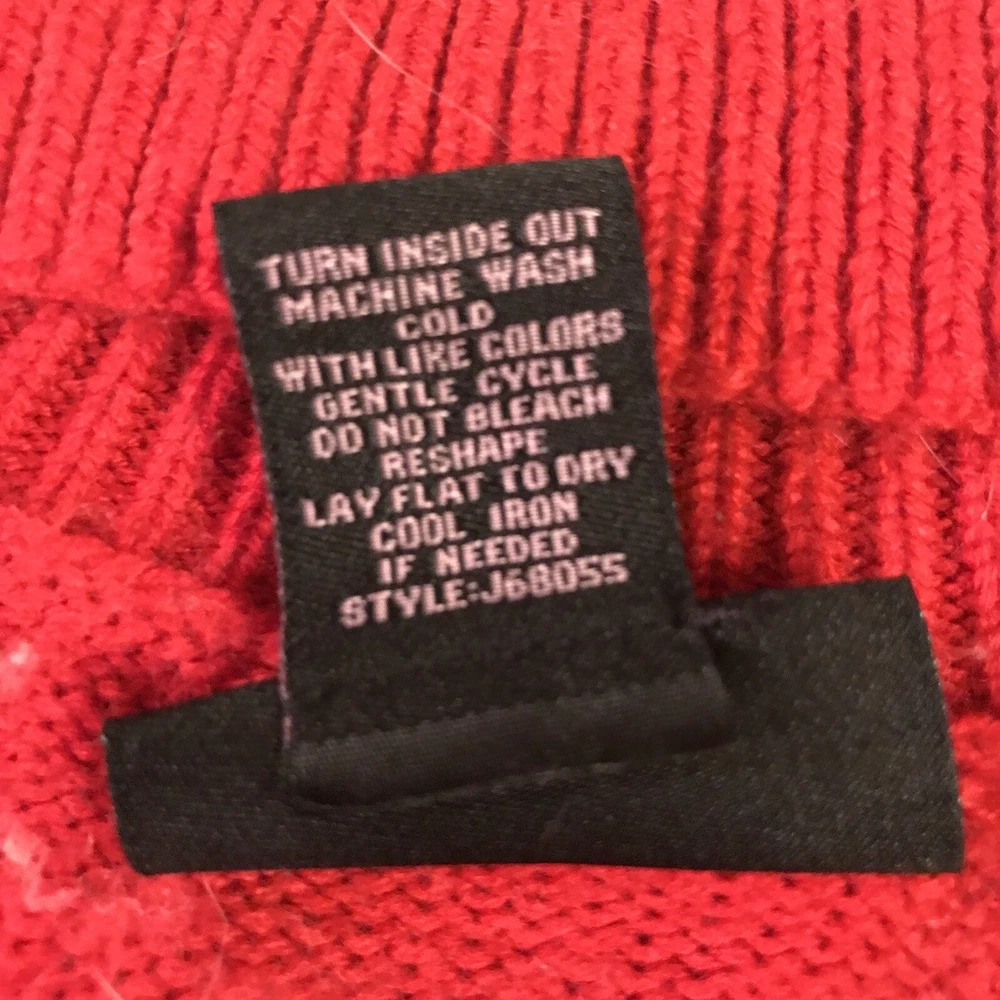 TURN INSIDE OUT
MACHINE WASH
COLD
WITH LIKE COLORS
GENTLE CYCLE
DO NOT BLEACH
RESHAPE
LAY FLAT TO DRY
COOL IRON
IF NEEDED
STYLE:J68055